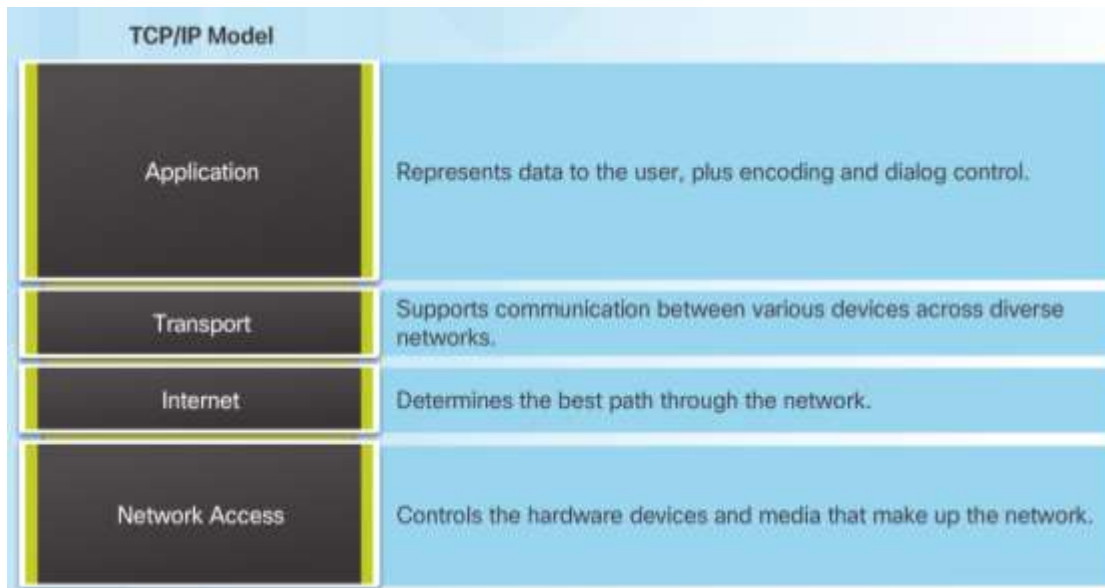 TCP/IP Model
Application
Represents data to the user, plus encoding and dialog control.
Transport
Supports communication between various devices across diverse
networks.
Internet
Determines the best path through the network.
Network Access
Controls the hardware devices and media that make up the network.